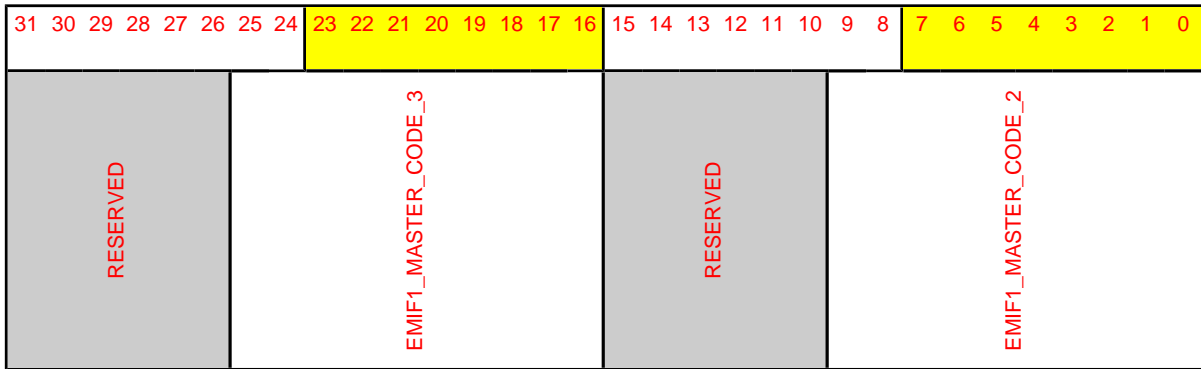 31 30 29 28 27 26 25 24 23 22 21 20 19 18 17 16 15 14 13 12 11 10 9 8 7 6 5 4 3 2 1 0
RESERVED
EMIF1_MASTER_CODE_3
RESERVED
EMIF1_MASTER_CODE_2